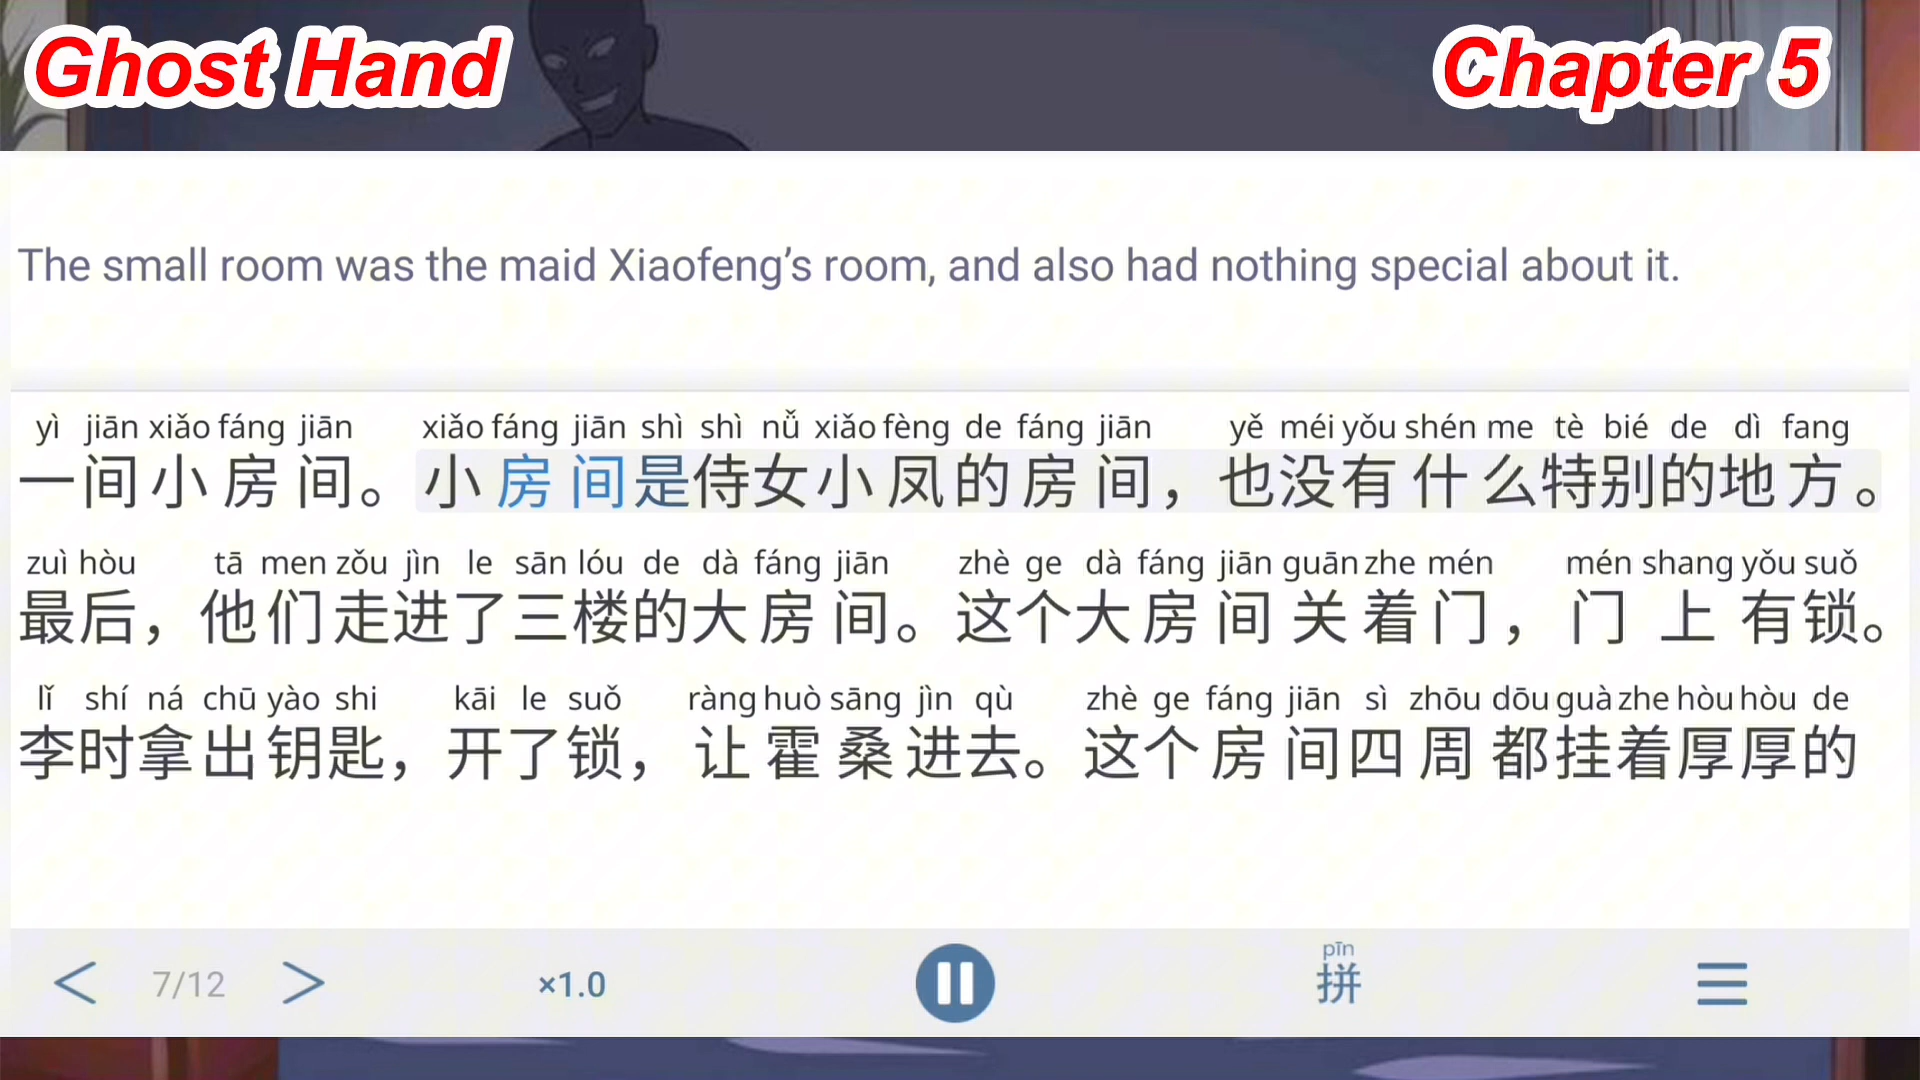 Ghost Hand
Chapter 5
The small room was the maid Xiaofeng’s room, and also had nothing special about it.
yì jiān xiǎo fáng jiān xiǎo fáng jiān shì shì nǚ xiǎo fèng de fáng jiān yě méi yǒu shén me tè bié de dì fang
一间小房间。小房间是侍女小凤的房间，也没有什么特别的地方。
zuì hòu tā men zǒu jìn le sān lóu de dà fáng jiān zhè ge dà fáng jiān guān zhe mén mén shang yǒu suǒ
最后，他们走进了三楼的大房间。这个大房间关着门，门上有锁。
lǐ shí ná chū yào shi kāi le suǒ ràng huò sāng jìn qù zhè ge fáng jiān sì zhōu dōu guà zhe hòu hòu de
李时拿出钥匙，开了锁，让霍桑进去。这个房间四周都挂着厚厚的
< 7/12 > ×1.0
pīn
拼